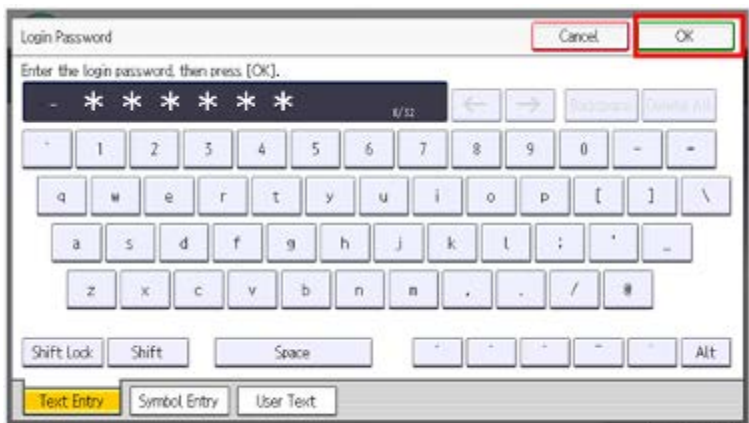 Login Password Cancel OK
Enter the login password, then press [OK].
- * * * * * * 0/32 ← → Backspace Delete All
` 1 2 3 4 5 6 7 8 9 0 - =
q w e r t y u i o p [ ] \
a s d f g h j k l ; ' _
z x c v b n m , . / @
Shift Lock Shift Space Alt
Text Entry Symbol Entry User Text